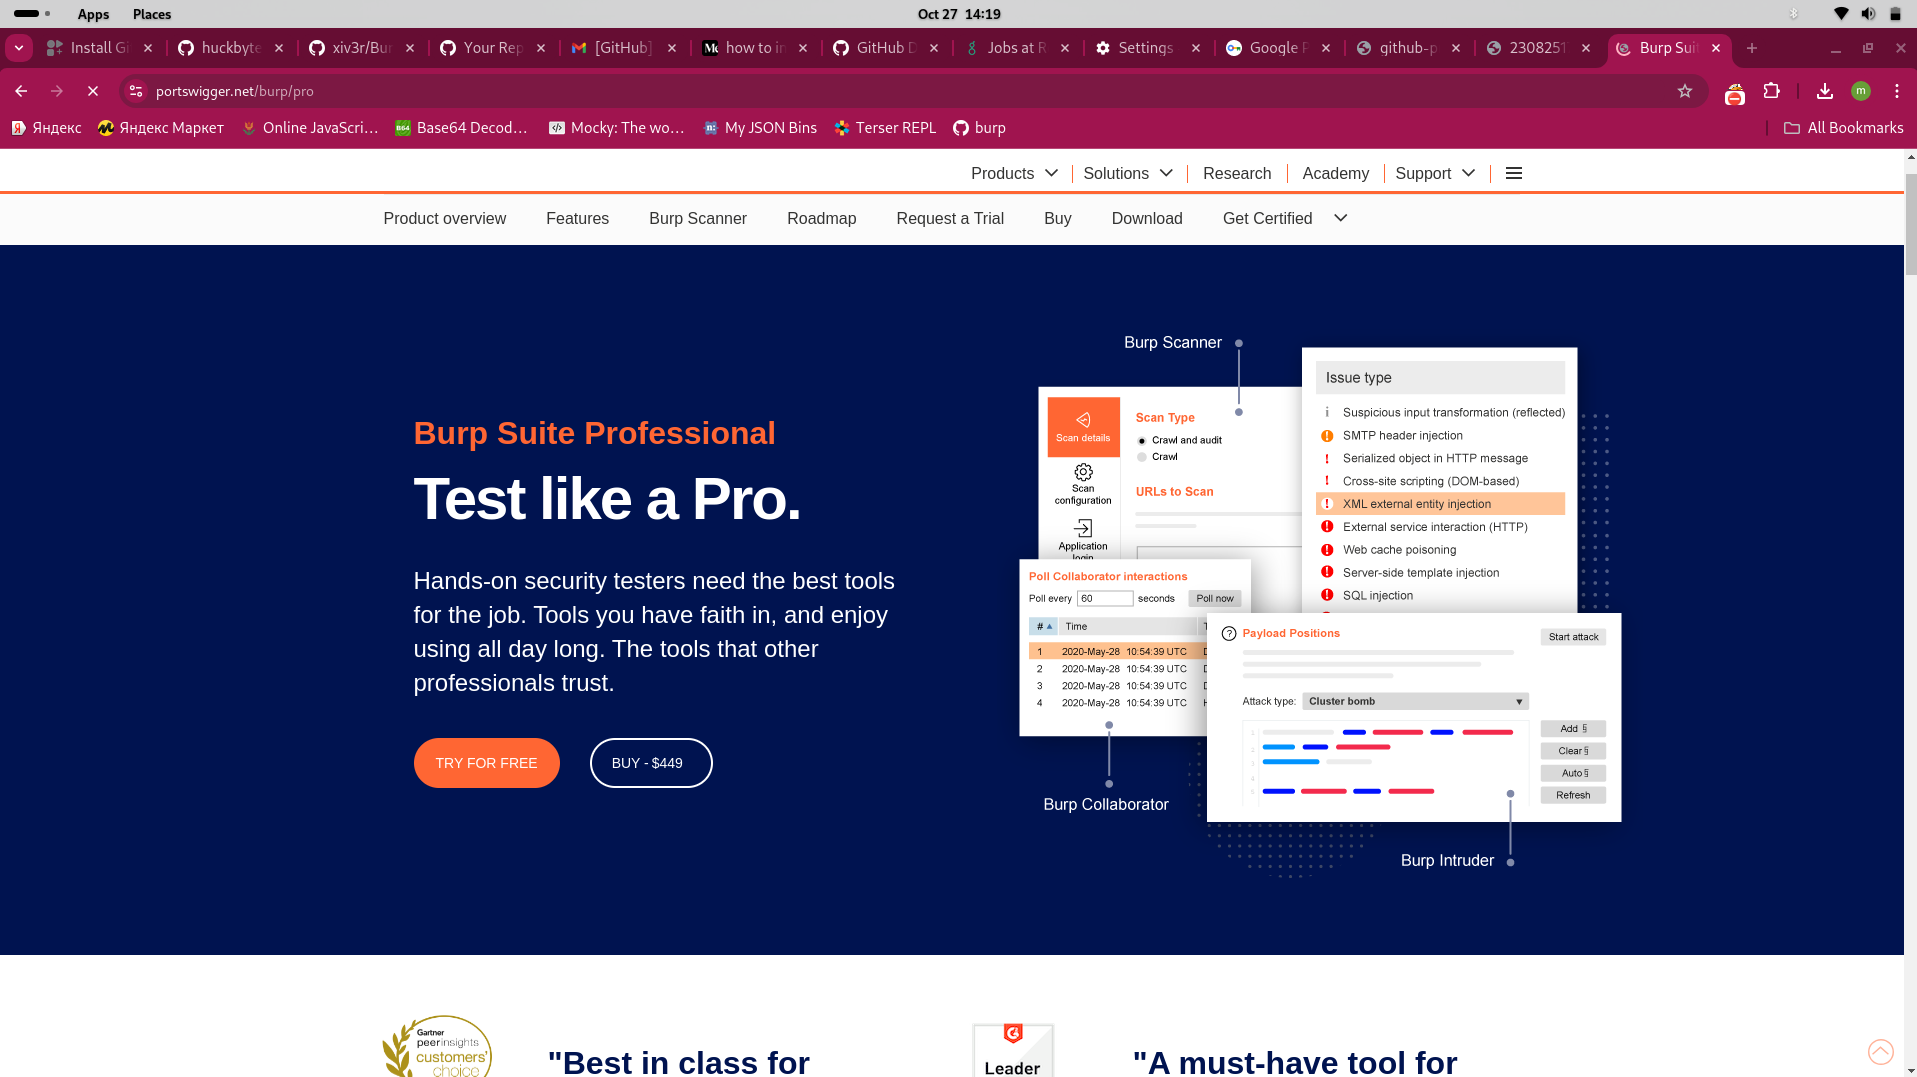 Apps Places Oct 27 14:19
Install Gi huckbyte xiv3r/Bur Your Rep [GitHub] how to in GitHub D Jobs at R Settings Google P github-p 2308251 Burp Suit
portswigger.net/burp/pro m
Яндекс Яндекс Маркет Online JavaScri… Base64 Decod… Mocky: The wo… My JSON Bins Terser REPL burp All Bookmarks
Products Solutions Research Academy Support
Product overview Features Burp Scanner Roadmap Request a Trial Buy Download Get Certified
Burp Suite Professional
Test like a Pro.
Hands-on security testers need the best tools
for the job. Tools you have faith in, and enjoy
using all day long. The tools that other
professionals trust.
TRY FOR FREE BUY - $449
Burp Scanner
Scan details
Scan configuration
Application login
Scan Type
Crawl and audit
Crawl
URLs to Scan
Issue type
Suspicious input transformation (reflected)
SMTP header injection
Serialized object in HTTP message
Cross-site scripting (DOM-based)
XML external entity injection
External service interaction (HTTP)
Web cache poisoning
Server-side template injection
SQL injection
Poll Collaborator interactions
Poll every 60 seconds Poll now
# Time
1 2020-May-28 10:54:39 UTC
2 2020-May-28 10:54:39 UTC
3 2020-May-28 10:54:39 UTC
4 2020-May-28 10:54:39 UTC
Burp Collaborator
Payload Positions Start attack
Attack type: Cluster bomb
Add §
Clear §
Auto §
Refresh
Burp Intruder
Gartner
peerinsights
customers'
choice
"Best in class for
Leader
"A must-have tool for